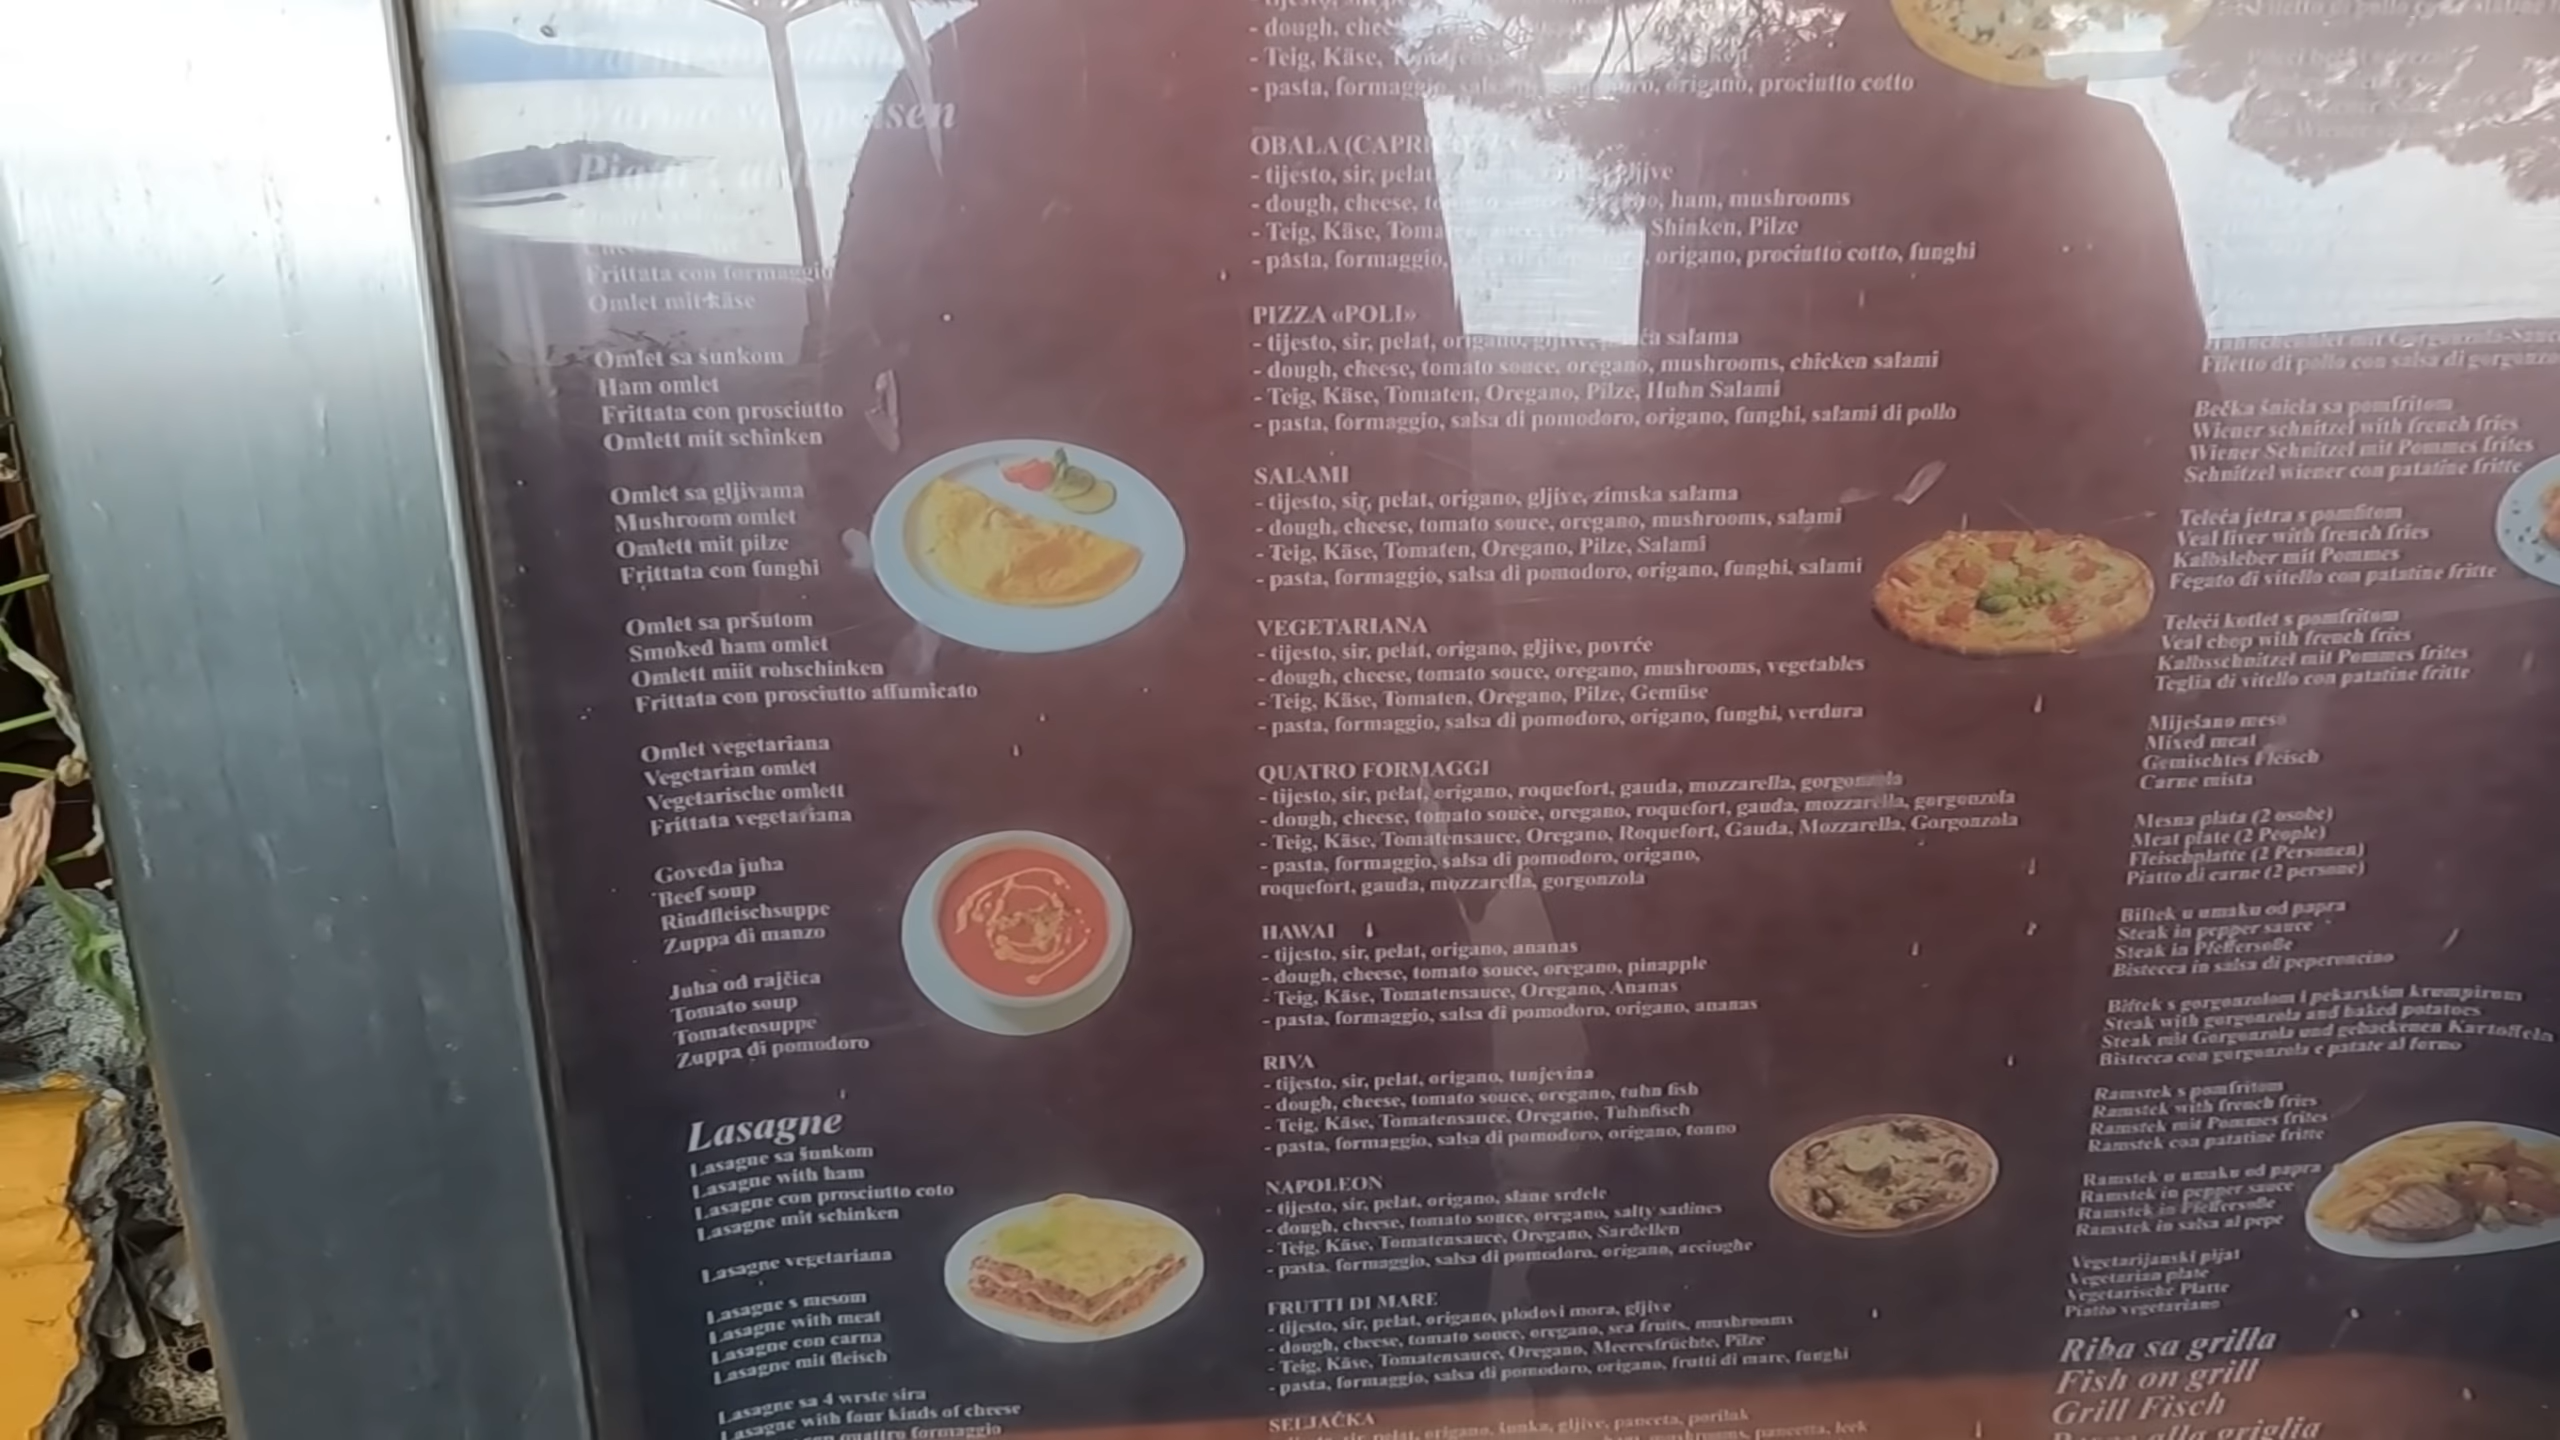 Frittata con formaggio
Omlet mit käse
Omlet sa šunkom
Ham omlet
Frittata con prosciutto
Omlett mit schinken
Omlet sa gljivama
Mushroom omlet
Omlett mit pilze
Frittata con funghi
Omlet sa pršutom
Smoked ham omlet
Omlett miit rohschinken
Frittata con prosciutto affumicato
Omlet vegetariana
Vegetarian omlet
Vegetarische omlett
Frittata vegetariana
Goveđa juha
Beef soup
Rindfleischsuppe
Zuppa di manzo
Juha od rajčica
Tomato soup
Tomatensuppe
Zuppa di pomodoro
Lasagne
Lasagne sa šunkom
Lasagne with ham
Lasagne con prosciutto coto
Lasagne mit schinken
Lasagne vegetariana
Lasagne s mesom
Lasagne with meat
Lasagne con carna
Lasagne mit fleisch
Lasagne sa 4 wrste sira
Lasagne with four kinds of cheese
quattro formaggio
- dough,
- Teig, Käse,
- pasta, origano, prociutto cotto
OBALA
- tijesto, sir, gljive
- dough, cheese, ham, mushrooms
- Teig, Käse, Shinken, Pilze
- pasta, formaggio, origano, prociutto cotto, funghi
PIZZA «POLI»
- tijesto, sir, pelat, salama
- dough, cheese, tomato souce, oregano, mushrooms, chicken salami
- Teig, Käse, Tomaten, Oregano, Pilze, Huhn Salami
- pasta, formaggio, salsa di pomodoro, origano, funghi, salami di pollo
SALAMI
- tijesto, sir, pelat, origano, gljive, zimska salama
- dough, cheese, tomato souce, oregano, mushrooms, salami
- Teig, Käse, Tomaten, Oregano, Pilze, Salami
- pasta, formaggio, salsa di pomodoro, origano, funghi, salami
VEGETARIANA
- tijesto, sir, pelat, origano, gljive, povrće
- dough, cheese, tomato souce, oregano, mushrooms, vegetables
- Teig, Käse, Tomaten, Oregano, Pilze, Gemüse
- pasta, formaggio, salsa di pomodoro, origano, funghi, verdura
QUATRO FORMAGGI
- tijesto, sir, pelat, origano, roquefort, gauda, mozzarella, gorgonzola
- dough, cheese, tomato souce, oregano, roquefort, gauda, mozzarella, gorgonzola
- Teig, Käse, Tomatensauce, Oregano, Roquefort, Gauda, Mozzarella, Gorgonzola
- pasta, formaggio, salsa di pomodoro, origano,
roquefort, gauda, mozzarella, gorgonzola
HAWAI
- tijesto, sir, pelat, origano, ananas
- dough, cheese, tomato souce, oregano, pinapple
- Teig, Käse, Tomatensauce, Oregano, Ananas
- pasta, formaggio, salsa di pomodoro, origano, ananas
RIVA
- tijesto, sir, pelat, origano, tunjevina
- dough, cheese, tomato souce, oregano, tuhn fish
- Teig, Käse, Tomatensauce, Oregano, Tuhnfisch
- pasta, formaggio, salsa di pomodoro, origano, tonno
NAPOLEON
- tijesto, sir, pelat, origano, slane srdele
- dough, cheese, tomato souce, oregano, salty sadines
- Teig, Käse, Tomatensauce, Oregano, Sardellen
- pasta. formaggio, salsa di pomodoro, origano, acciughe
FRUTTI DI MARE
- tijesto, sir, pelat, origano, plodovi mora, gljive
- dough, cheese, tomato souce, oregano, sea fruits, mushrooms
- Teig, Käse, Tomatensauce, Oregano, Meeresfrüchte, Pilze
- pasta, formaggio, salsa di pomodoro, origano, frutti di mare, funghi
SELJAČKA
sir, pelat, origano, šunka, gljive, panceta, poriluk
mushrooms, pancetta, leek
Filetto di pollo con salsa di
Bečka šnicla sa pomfritom
Wiener schnitzel with french fries
Wiener Schnitzel mit Pommes frites
Schnitzel wiener con patatine fritte
Teleća jetra s pomfitom
Veal liver with french fries
Kalbsleber mit Pommes
Fegato di vitello con patatine fritte
Teleći kotlet s pomfritom
Veal chop with french fries
Kalbsschnitzel mit Pommes frites
Teglia di vitello con patatine fritte
Miješano meso
Mixed meat
Gemischtes Fleisch
Carne mista
Mesna plata (2 osobe)
Meat plate (2 People)
Fleischplatte (2 Personen)
Piatto di carne (2 persone)
Biftek u umaku od papra
Steak in pepper sauce
Steak in Pfeffersoße
Bistecca in salsa di peperoncino
Biftek s gorgonzolom i pekarskim krumpirom
Steak with gorgonzola and baked potatoes
Steak mit Gorgonzola und gebackenen Kartoffeln
Bistecca con gorgonzola e patate al forno
Ramstek s pomfritom
Ramstek with french fries
Ramstek mit Pommes frites
Ramstek con patatine fritte
Ramstek u umaku od papra
Ramstek in pepper sauce
Ramstek in Pfeffersoße
Ramstek in salsa al pepe
Vegetarijanski pijat
Vegetarian plate
Vegetarische Platte
Piatto vegetariano
Riba sa grilla
Fish on grill
Grill Fisch
alla griglia